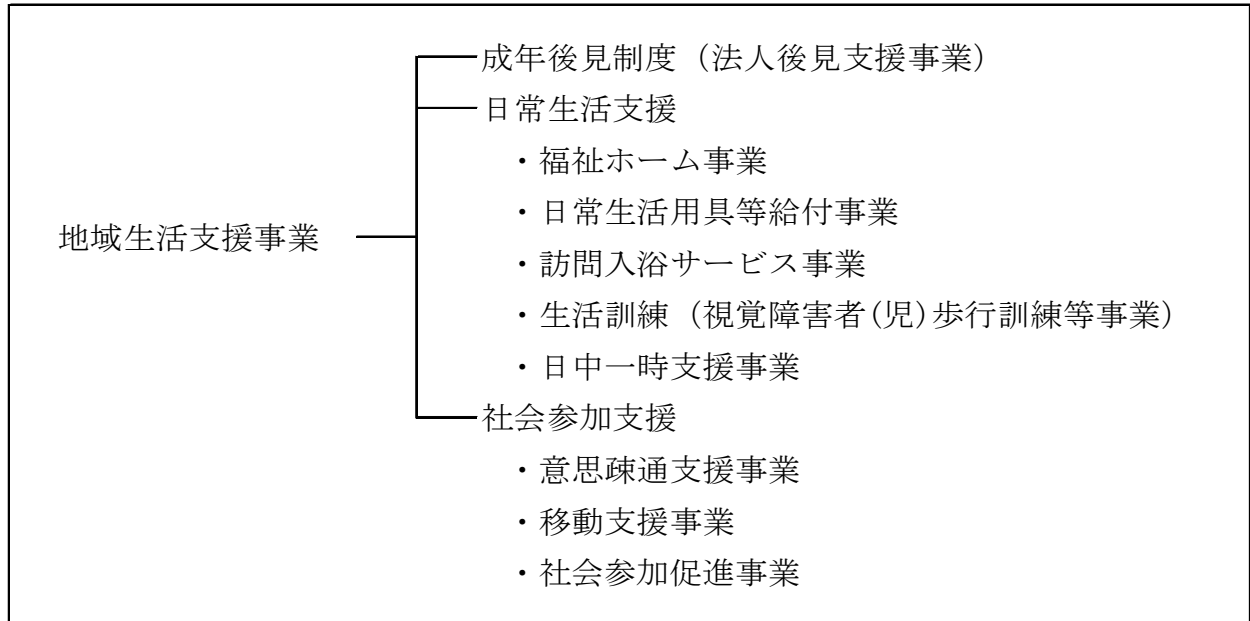 成年後見制度（法人後見支援事業）
日常生活支援
・福祉ホーム事業
・日常生活用具等給付事業
地域生活支援事業
・訪問入浴サービス事業
・生活訓練（視覚障害者(児)歩行訓練等事業）
・日中一時支援事業
社会参加支援
・意思疎通支援事業
・移動支援事業
・社会参加促進事業